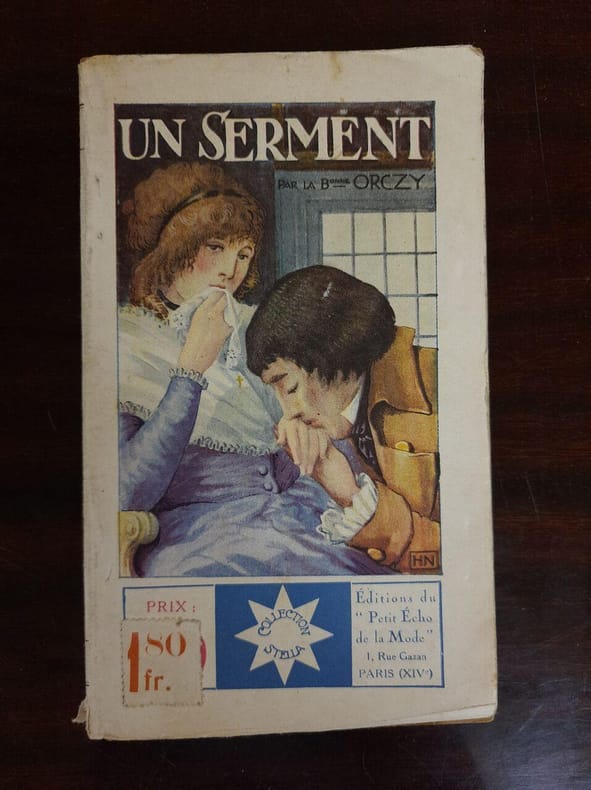 UN SERMENT
PAR LA Bonne ORCZY
HN
PRIX :
1 80
fr.
COLLECTION
STELLA
Éditions du
"Petit Écho
de la Mode"
1, Rue Gazan
PARIS (XIVe)